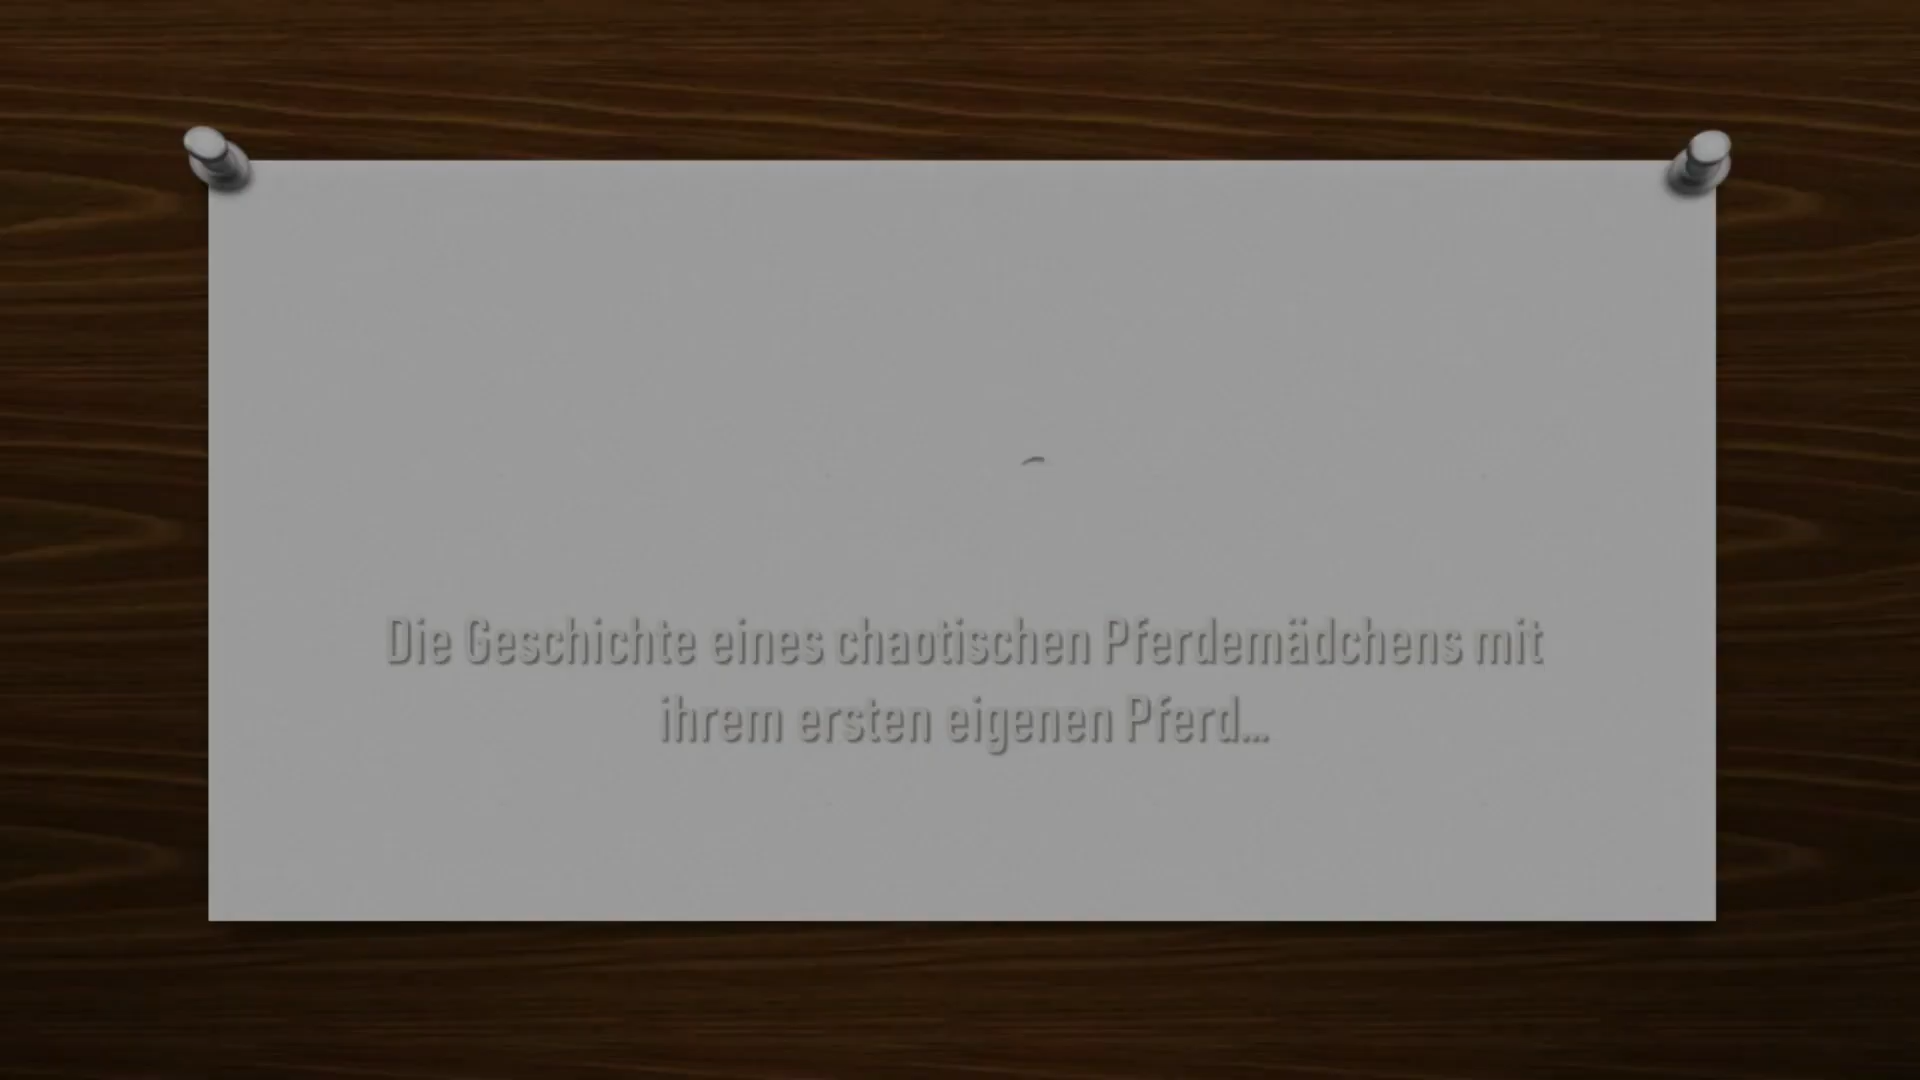 Die Geschichte eines chaotischen Pferdemädchens mit
ihrem ersten eigenen Pferd...